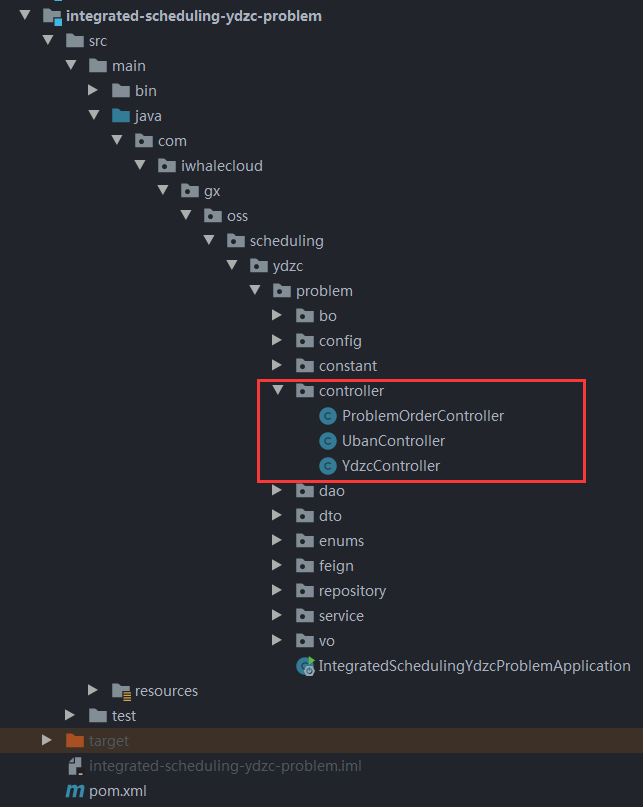 integrated-scheduling-ydzc-problem
src
main
bin
java
com
iwhalecloud
gx
oss
scheduling
ydzc
problem
bo
config
constant
controller
ProblemOrderController
UbanController
YdzcController
dao
dto
enums
feign
repository
service
vo
IntegratedSchedulingYdzcProblemApplication
resources
test
target
integrated-scheduling-ydzc-problem.iml
pom.xml